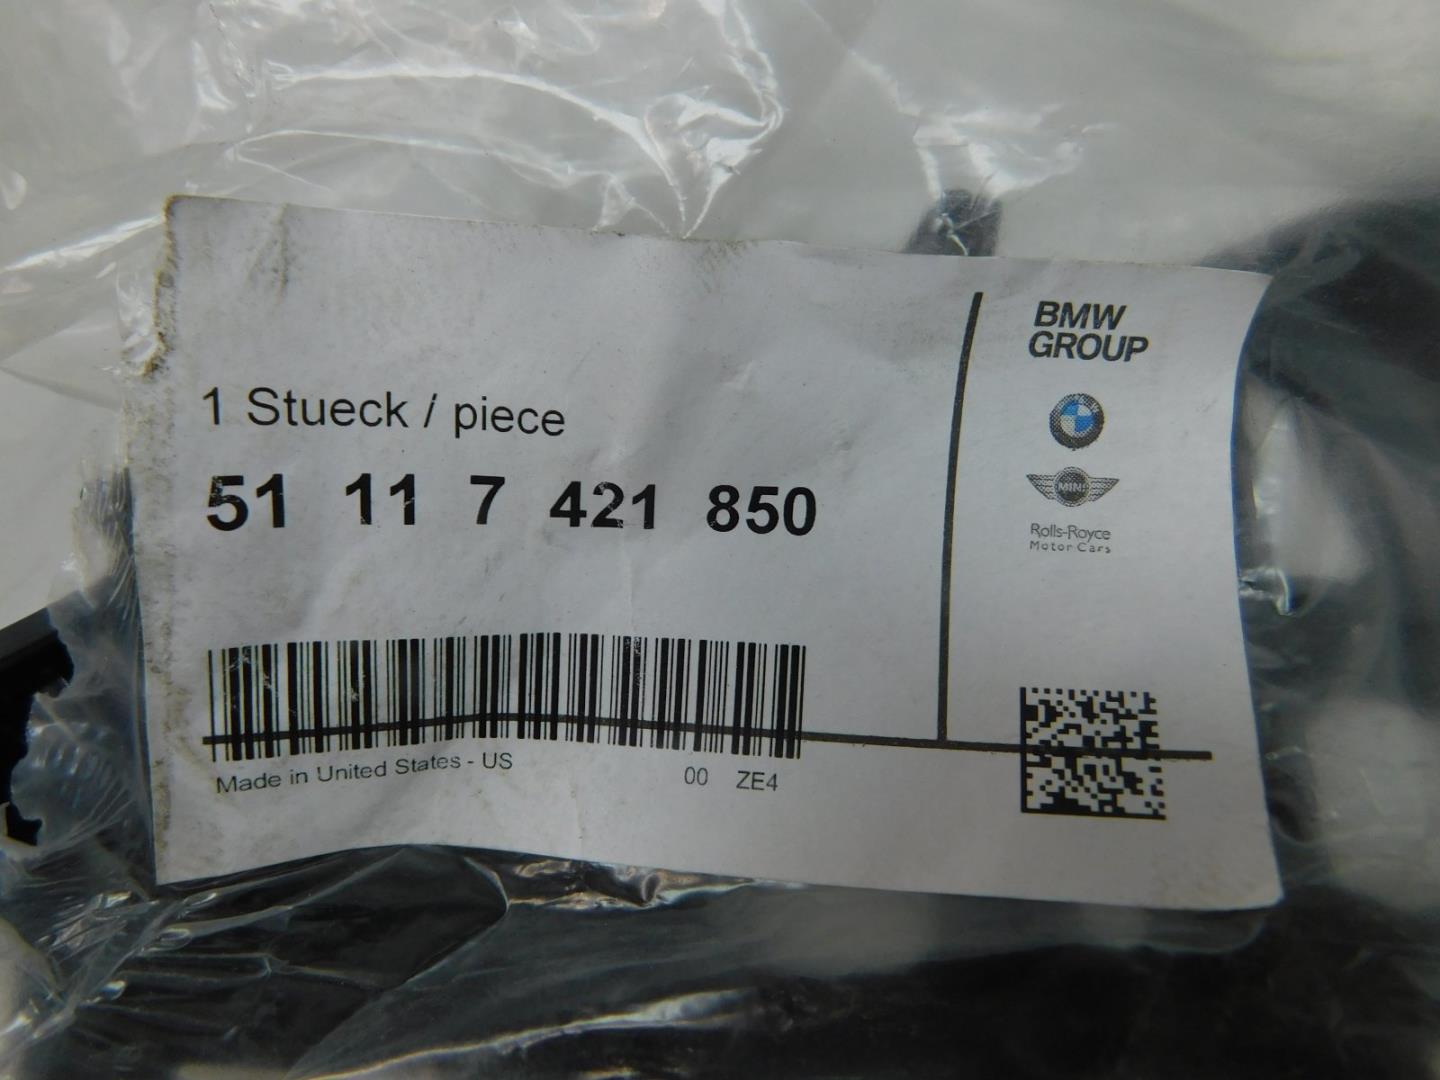 1 Stueck / piece
51 11 7 421 850
Made in United States - US
00 ZE4
BMW
GROUP
MINI
Rolls-Royce
Motor Cars